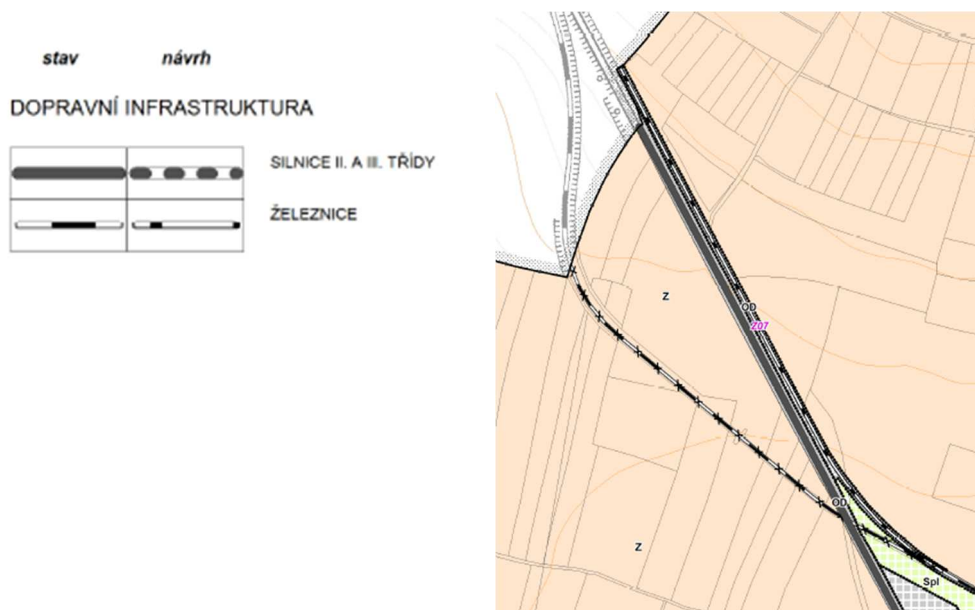 stav návrh
DOPRAVNÍ INFRASTRUKTURA
SILNICE II. A III. TŘÍDY
ŽELEZNICE
Z
OD
Z07
OD
Z
Spl